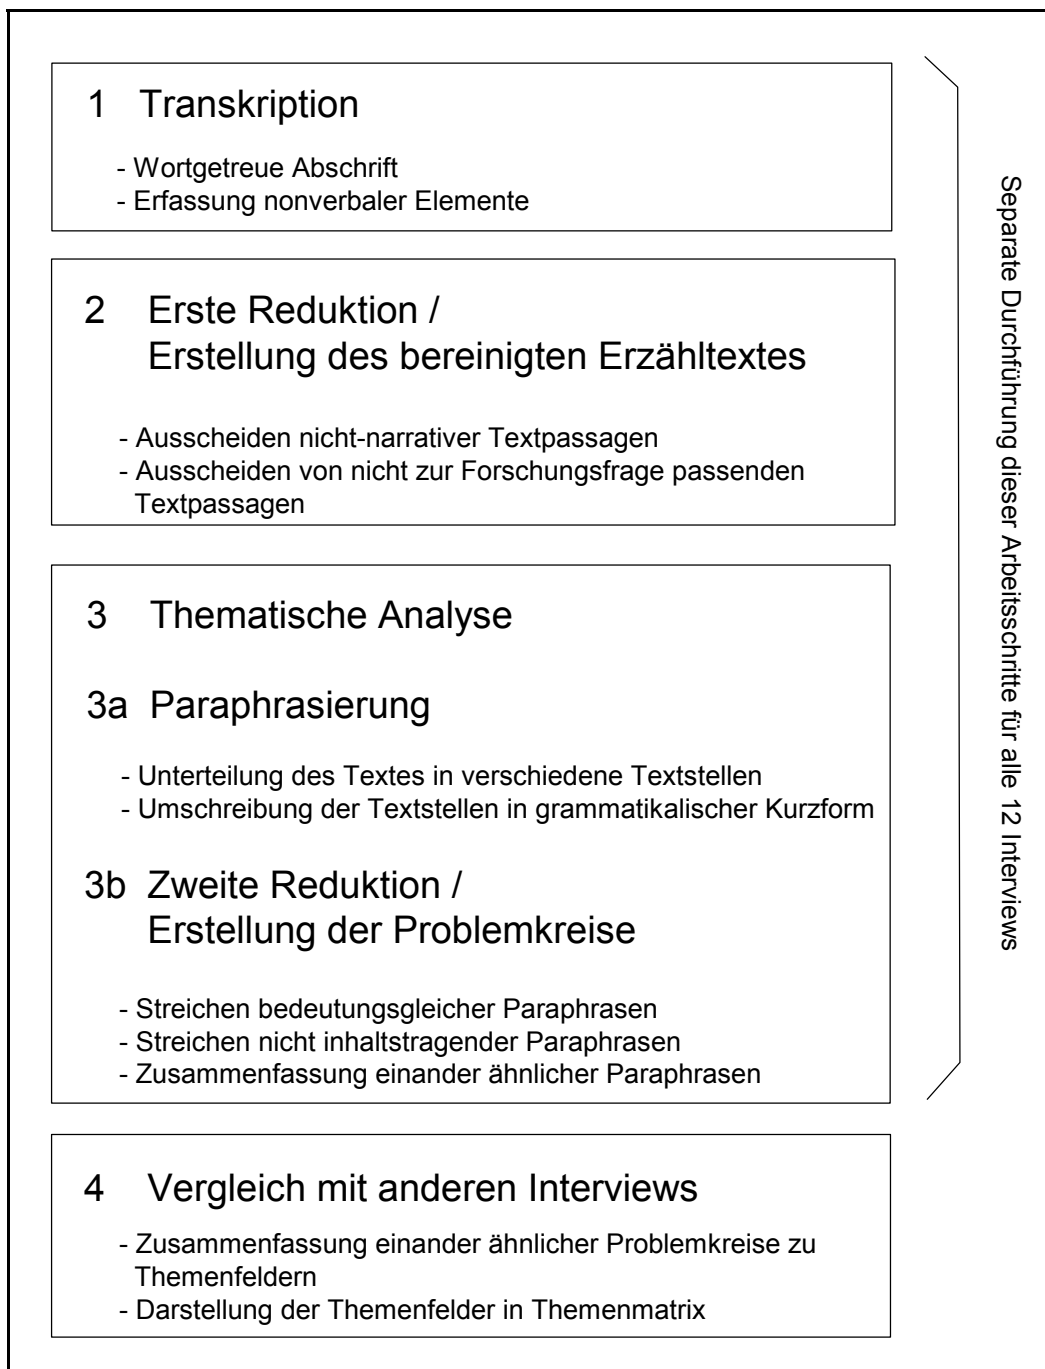 1 Transkription
- Wortgetreue Abschrift
- Erfassung nonverbaler Elemente
2 Erste Reduktion /
Erstellung des bereinigten Erzähltextes
- Ausscheiden nicht-narrativer Textpassagen
- Ausscheiden von nicht zur Forschungsfrage passenden
Textpassagen
3 Thematische Analyse
3a Paraphrasierung
- Unterteilung des Textes in verschiedene Textstellen
- Umschreibung der Textstellen in grammatikalischer Kurzform
3b Zweite Reduktion /
Erstellung der Problemkreise
- Streichen bedeutungsgleicher Paraphrasen
- Streichen nicht inhaltstragender Paraphrasen
- Zusammenfassung einander ähnlicher Paraphrasen
4 Vergleich mit anderen Interviews
- Zusammenfassung einander ähnlicher Problemkreise zu
Themenfeldern
- Darstellung der Themenfelder in Themenmatrix
Separate Durchführung dieser Arbeitsschritte für alle 12 Interviews